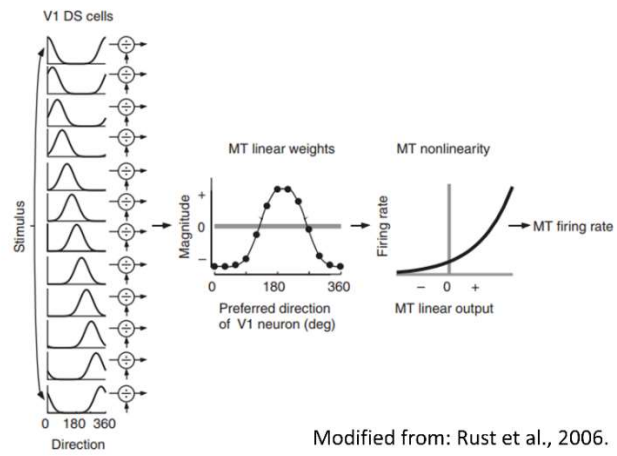 V1 DS cells
Stimulus
0 180 360
Direction
MT linear weights
Magnitude
+
0
−
0 180 360
Preferred direction
of V1 neuron (deg)
MT nonlinearity
Firing rate
− 0 +
MT linear output
MT firing rate
Modified from: Rust et al., 2006.